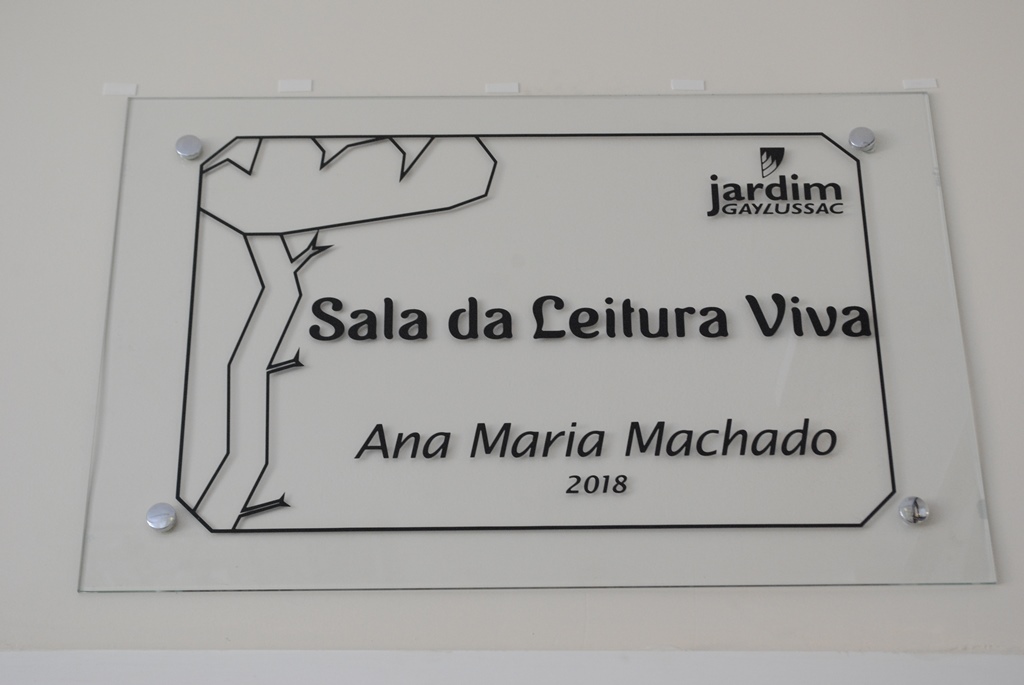 jardim
GAYLUSSAC
Sala da Leitura Viva
Ana Maria Machado
2018